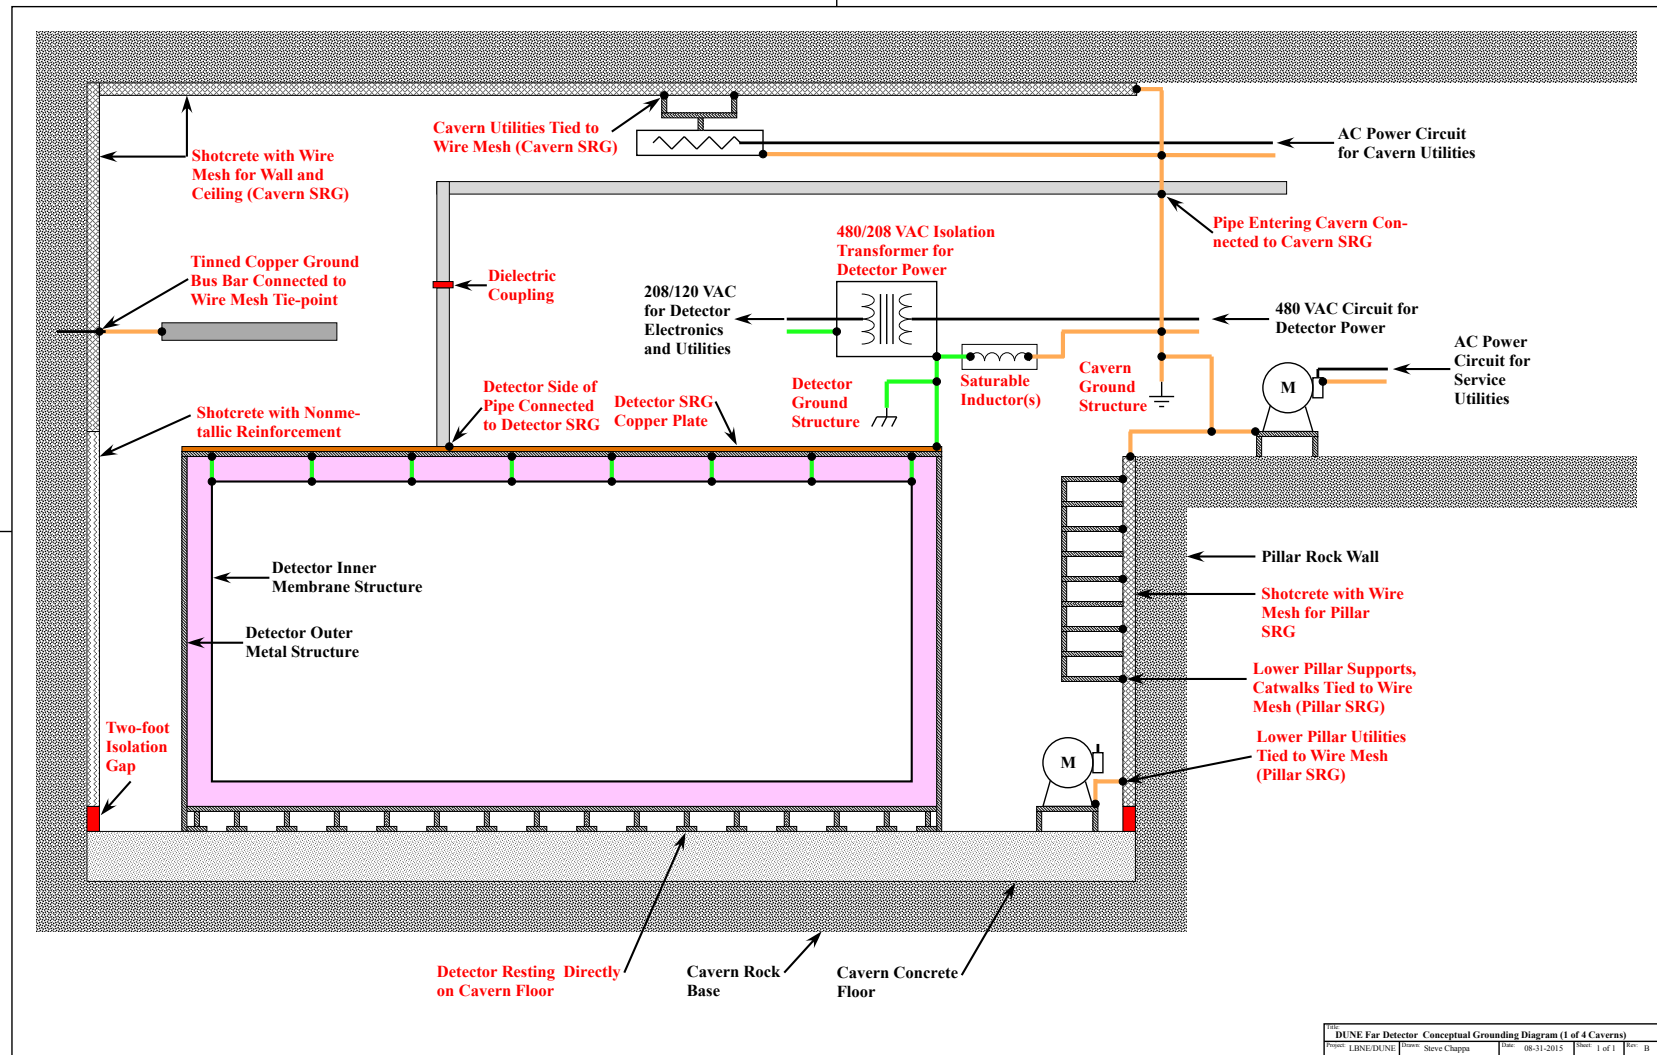 Cavern Utilities Tied to
Wire Mesh (Cavern SRG)
AC Power Circuit
for Cavern Utilities
Shotcrete with Wire
Mesh for Wall and
Ceiling (Cavern SRG)
Pipe Entering Cavern Con-
nected to Cavern SRG
480/208 VAC Isolation
Transformer for
Detector Power
Tinned Copper Ground
Bus Bar Connected to
Wire Mesh Tie-point
Dielectric
Coupling
208/120 VAC
for Detector
Electronics
and Utilities
480 VAC Circuit for
Detector Power
AC Power
Circuit for
Service
Utilities
M
Detector
Ground
Structure
Saturable
Inductor(s)
Cavern
Ground
Structure
Detector Side of
Pipe Connected
to Detector SRG
Detector SRG
Copper Plate
Shotcrete with Nonme-
tallic Reinforcement
Detector Inner
Membrane Structure
Detector Outer
Metal Structure
Pillar Rock Wall
Shotcrete with Wire
Mesh for Pillar
SRG
Lower Pillar Supports,
Catwalks Tied to Wire
Mesh (Pillar SRG)
Two-foot
Isolation
Gap
M
Lower Pillar Utilities
Tied to Wire Mesh
(Pillar SRG)
Detector Resting Directly
on Cavern Floor
Cavern Rock
Base
Cavern Concrete
Floor
Title:
DUNE Far Detector Conceptual Grounding Diagram (1 of 4 Caverns)
Project: LBNE/DUNE Drawn: Steve Chappa Date: 08-31-2015 Sheet: 1 of 1 Rev: B